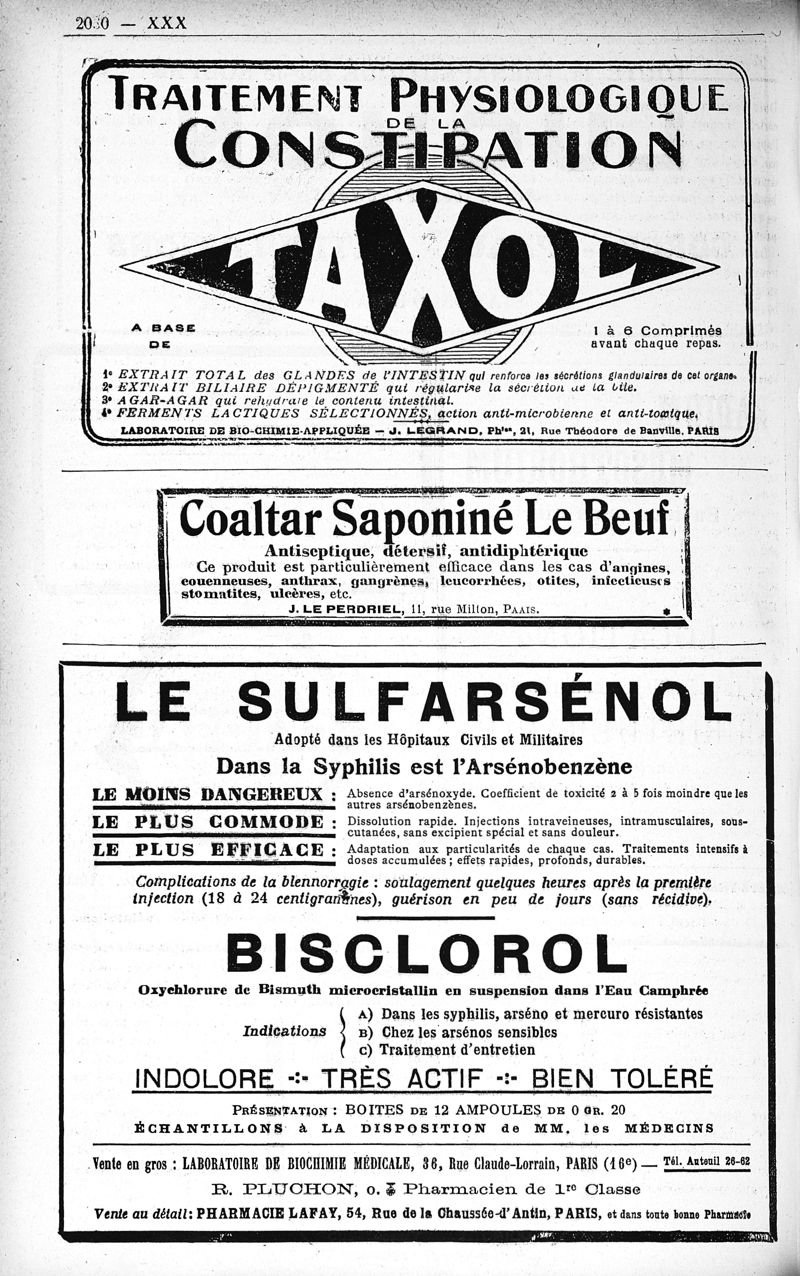 2030 — XXX
TRAITEMENT PHYSIOLOGIQUE
DE LA
CONSTIPATION
TAXOL
A BASE
DE
1 à 6 Comprimés
avant chaque repas.
1° EXTRAIT TOTAL des GLANDES de l'INTESTIN qui renforce les sécrétions glandulaires de cet organe.
2° EXTRAIT BILIAIRE DÉPIGMENTÉ qui régularise la sécrétion de la bile.
3° AGAR-AGAR qui rehydrate le contenu intestinal.
4° FERMENTS LACTIQUES SÉLECTIONNÉS, action anti-microbienne et anti-toxique.
LABORATOIRE DE BIO-CHIMIE-APPLIQUÉE — J. LEGRAND, Phien, 21, Rue Théodore de Banville, PARIS
Coaltar Saponiné Le Beuf
Antiseptique, détersif, antidiphtérique
Ce produit est particulièrement efficace dans les cas d'angines,
couenneuses, anthrax, gangrènes, leucorrhées, otites, infectieuses
stomatites, ulcères, etc.
J. LE PERDRIEL, 11, rue Milton, PARIS.
LE SULFARSÉNOL
Adopté dans les Hôpitaux Civils et Militaires
Dans la Syphilis est l'Arsénobenzène
LE MOINS DANGEREUX : Absence d'arsénoxyde. Coefficient de toxicité 2 à 5 fois moindre que les
autres arsénobenzènes.
LE PLUS COMMODE : Dissolution rapide. Injections intraveineuses, intramusculaires, sous-
cutanées, sans excipient spécial et sans douleur.
LE PLUS EFFICACE : Adaptation aux particularités de chaque cas. Traitements intensifs à
doses accumulées ; effets rapides, profonds, durables.
Complications de la blennorragie : soulagement quelques heures après la première
injection (18 à 24 centigrammes), guérison en peu de jours (sans récidive).
BISCLOROL
Oxychlorure de Bismuth microcristallin en suspension dans l'Eau Camphrée
Indications
A) Dans les syphilis, arséno et mercuro résistantes
B) Chez les arsénos sensibles
C) Traitement d'entretien
INDOLORE -:- TRÈS ACTIF -:- BIEN TOLÉRÉ
PRÉSENTATION : BOITES DE 12 AMPOULES DE 0 GR. 20
ÉCHANTILLONS à LA DISPOSITION de MM. les MÉDECINS
Vente en gros : LABORATOIRE DE BIOCHIMIE MÉDICALE, 36, Rue Claude-Lorrain, PARIS (16e) — Tél. Auteuil 26-62
R. PLUCHON, O. ✠ Pharmacien de 1re Classe
Vente au détail : PHARMACIE LAFAY, 54, Rue de la Chaussée-d'Antin, PARIS, et dans toute bonne Pharmacie